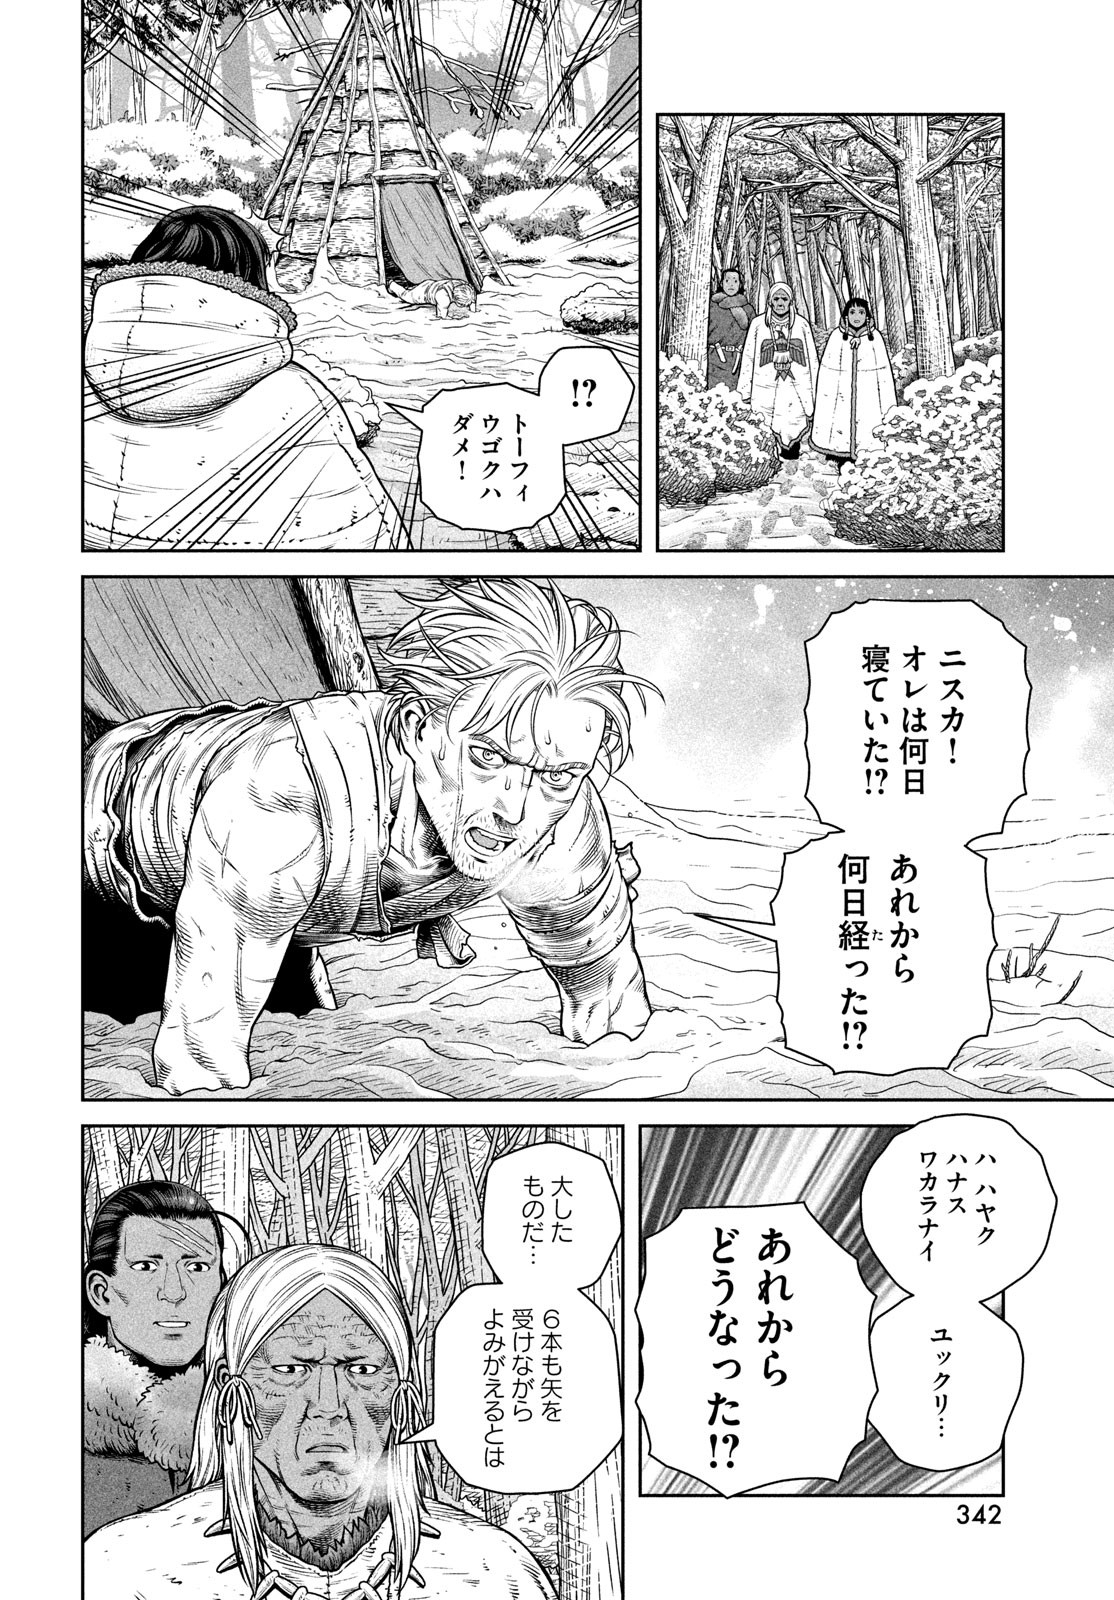 !?
トーフィ
ウゴクハ
ダメ!
ニスカ!
オレは何日
寝ていた!?
あれから
何日経った!?
た
ハ ハヤク
ハナス
ワカラナイ
ユックリ…
あれから
どうなった!?
大した
ものだ…
6本も矢を
受けながら
よみがえるとは
342